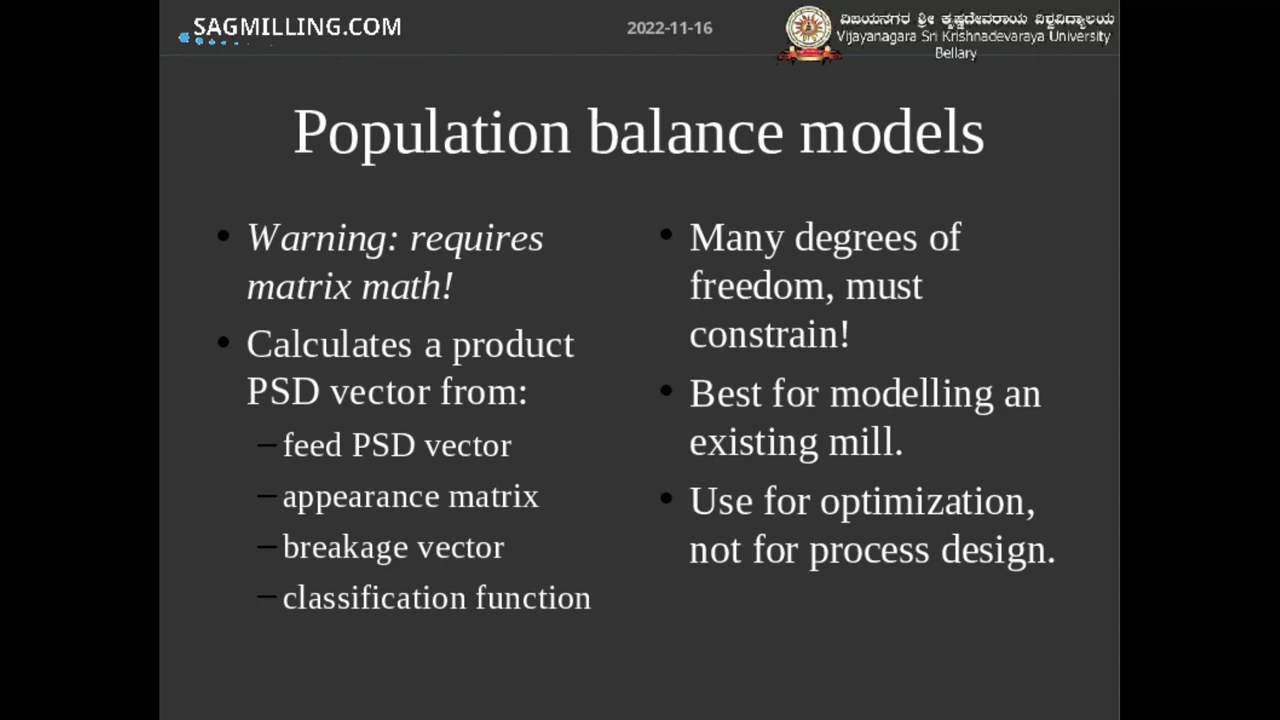 SAGMILLING.COM
2022-11-16
ವಿಜಯನಗರ ಶ್ರೀ ಕೃಷ್ಣದೇವರಾಯ ವಿಶ್ವವಿದ್ಯಾಲಯ
Vijayanagara Sri Krishnadevaraya University
Bellary
Population balance models
• Warning: requires
matrix math!
• Calculates a product
PSD vector from:
– feed PSD vector
– appearance matrix
– breakage vector
– classification function
• Many degrees of
freedom, must
constrain!
• Best for modelling an
existing mill.
• Use for optimization,
not for process design.